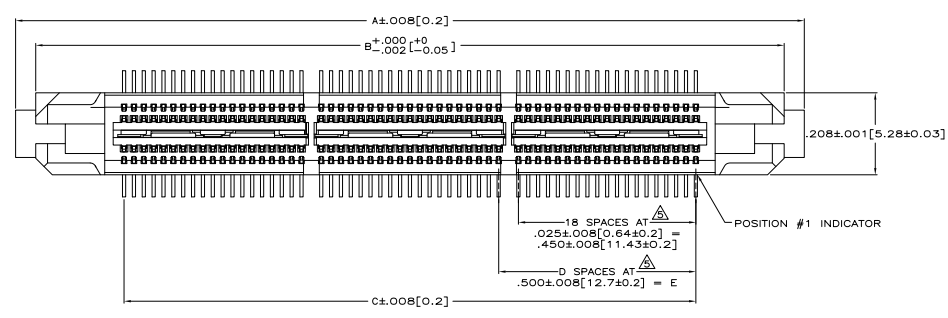 A±.008[0.2]
B+.000 -.002[+0 -0.05]
.208±.001[5.28±0.03]
18 SPACES AT 5
.025±.008[0.64±0.2] =
.450±.008[11.43±0.2]
POSITION #1 INDICATOR
D SPACES AT 5
.500±.008[12.7±0.2] = E
C±.008[0.2]